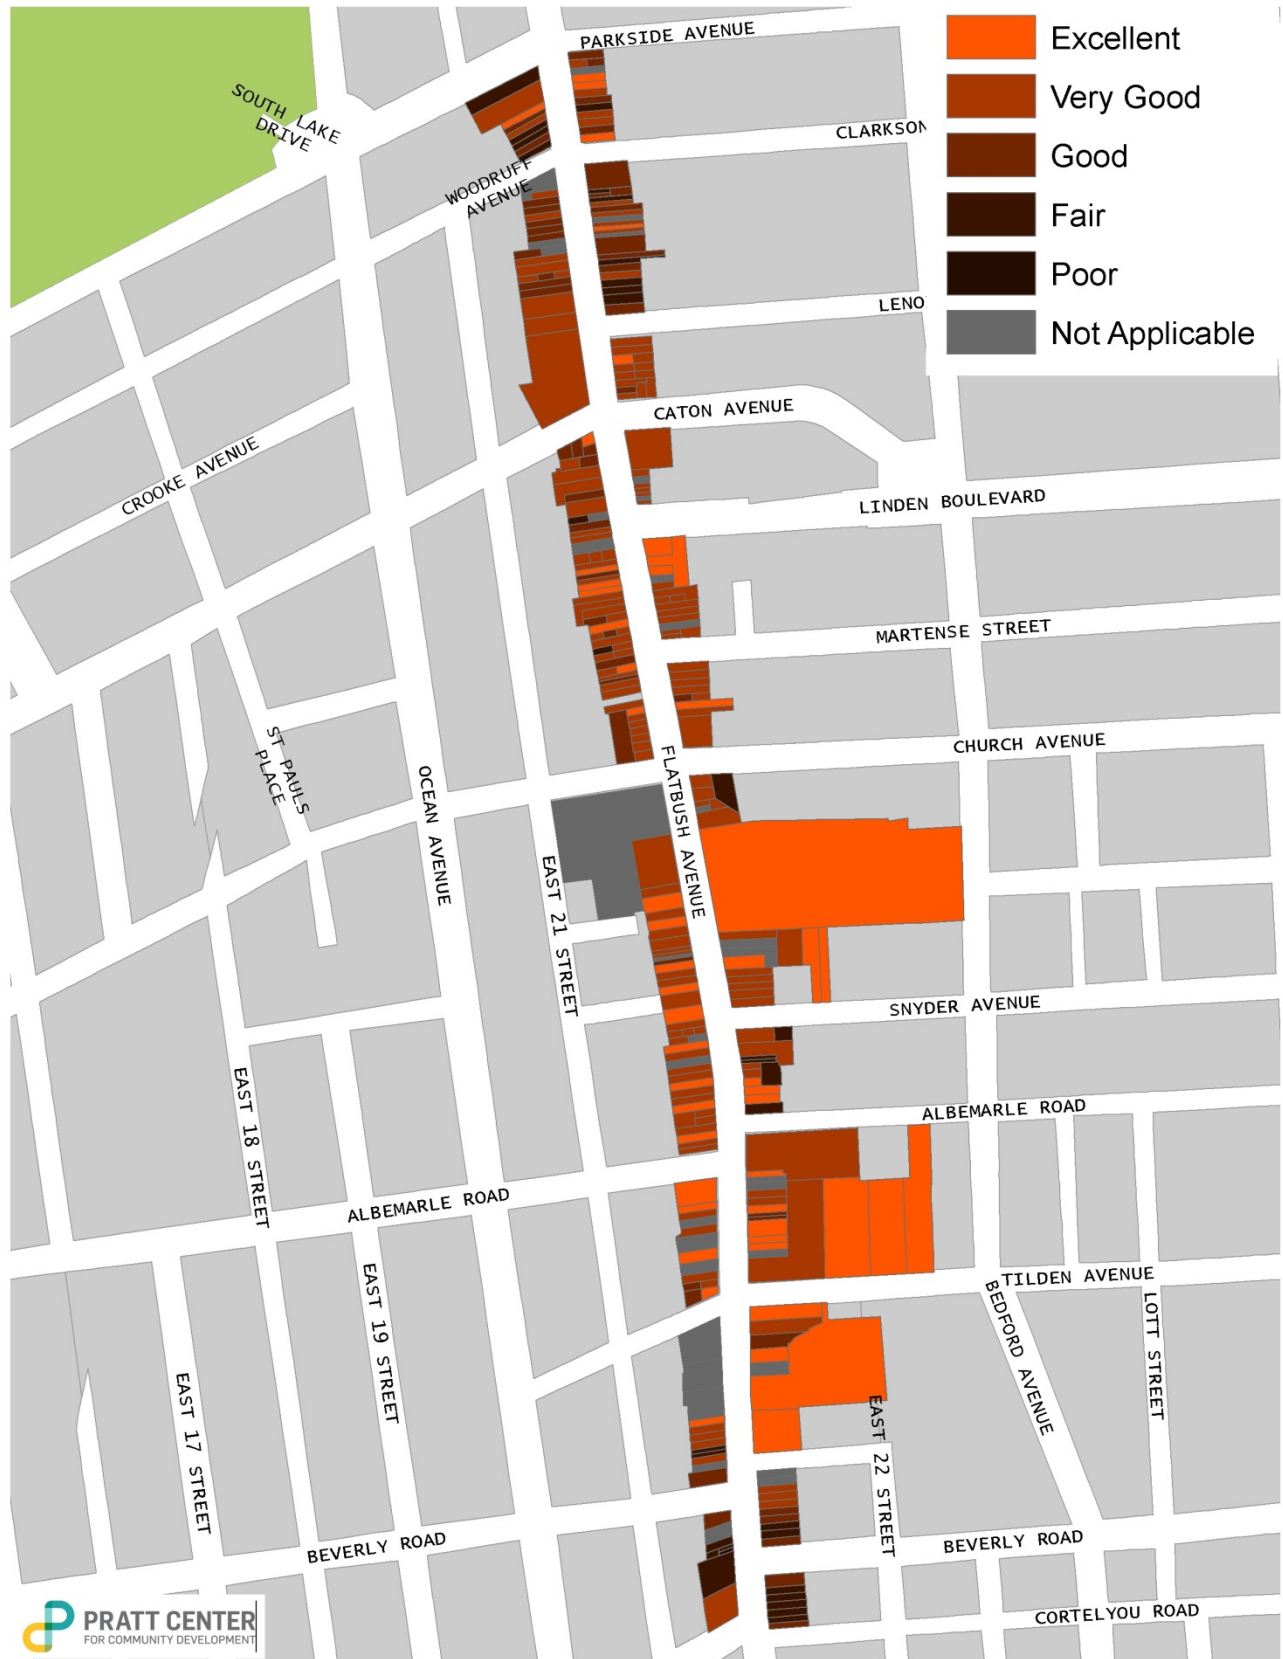 PARKSIDE AVENUE
Excellent
Very Good
Good
Fair
Poor
Not Applicable
SOUTH LAKE
DRIVE
CLARKSON
WOODRUFF
AVENUE
LENO
CATON AVENUE
CROOKE AVENUE
LINDEN BOULEVARD
MARTENSE STREET
ST PAULS
PLACE
CHURCH AVENUE
OCEAN AVENUE
FLATBUSH AVENUE
EAST 21 STREET
SNYDER AVENUE
EAST 18 STREET
ALBEMARLE ROAD
ALBEMARLE ROAD
EAST 19 STREET
TILDEN AVENUE
BEDFORD AVENUE
LOTT STREET
EAST 17 STREET
EAST 22 STREET
BEVERLY ROAD
BEVERLY ROAD
CORTELYOU ROAD
PRATT CENTER
FOR COMMUNITY DEVELOPMENT